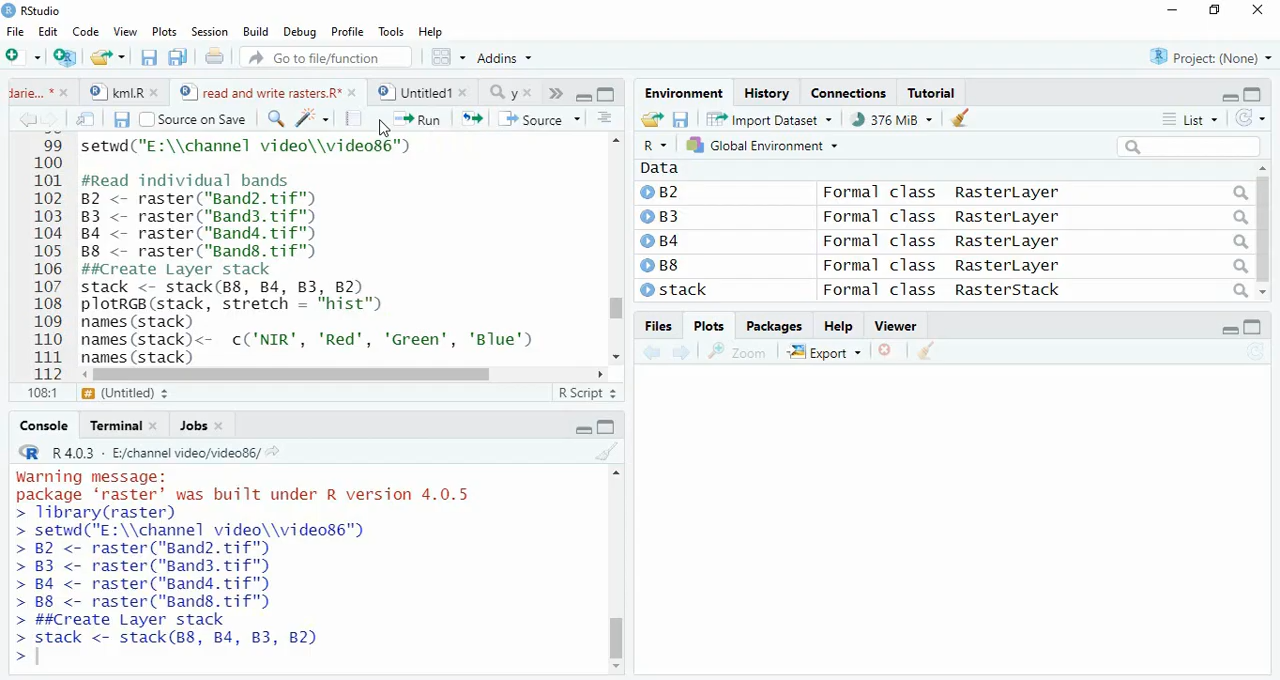 RStudio
File Edit Code View Plots Session Build Debug Profile Tools Help
Go to file/function Addins Project: (None)
darie... * kml.R read and write rasters.R* Untitled1 y
Source on Save Run Source
99 setwd("E:\\channel video\\video86")
100
101 #Read individual bands
102 B2 <- raster("Band2.tif")
103 B3 <- raster("Band3.tif")
104 B4 <- raster("Band4.tif")
105 B8 <- raster("Band8.tif")
106 ##Create Layer stack
107 stack <- stack(B8, B4, B3, B2)
108 plotRGB(stack, stretch = "hist")
109 names(stack)
110 names(stack)<-  c('NIR', 'Red', 'Green', 'Blue')
111 names(stack)
112
108:1 # (Untitled) R Script
Console Terminal Jobs
R R 4.0.3 · E:/channel video/video86/
Warning message:
package ‘raster’ was built under R version 4.0.5
> library(raster)
> setwd("E:\\channel video\\video86")
> B2 <- raster("Band2.tif")
> B3 <- raster("Band3.tif")
> B4 <- raster("Band4.tif")
> B8 <- raster("Band8.tif")
> ##Create Layer stack
> stack <- stack(B8, B4, B3, B2)
>
Environment History Connections Tutorial
Import Dataset 376 MiB List
R Global Environment
Data
B2 Formal class RasterLayer
B3 Formal class RasterLayer
B4 Formal class RasterLayer
B8 Formal class RasterLayer
stack Formal class RasterStack
Files Plots Packages Help Viewer
Zoom Export